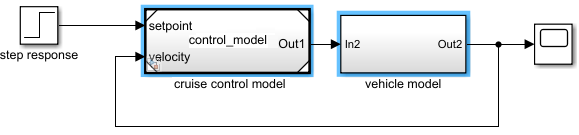 setpoint
control_model
Out1
velocity
In2
Out2
step response
cruise control model
vehicle model